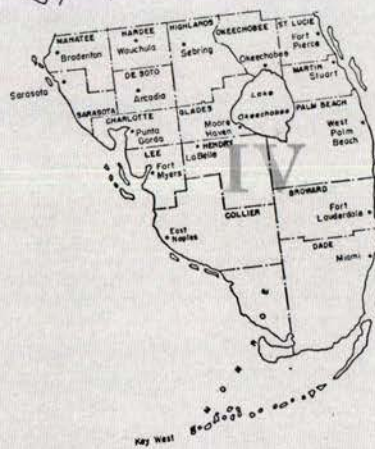 MANATEE
HARDEE
HIGHLANDS
OKEECHOBEE
ST LUCIE
Bradenton
Wauchula
Sebring
Okeechobee
Fort
Pierce
MARTIN
Stuart
Sarasota
DE SOTO
Arcadia
Lake
Okeechobee
SARASOTA
CHARLOTTE
Punta
Gorda
GLADES
Moore
Haven
PALM BEACH
West
Palm
Beach
LEE
Fort
Myers
HENDRY
LaBelle
IV
BROWARD
Fort
Lauderdale
COLLIER
East
Naples
DADE
Miami
M
O
N
R
O
E
Key West